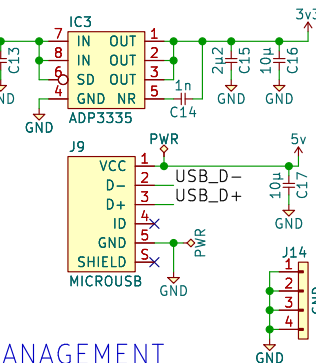 IC3
3v3
7 IN OUT 1
8 IN OUT 2
6 SD OUT 3
4 GND NR 5
ADP3335
C13
GND
GND
1n
C14
2µ2
C15
GND
10µ
C16
GND
PWR
5v
J9
VCC 1
D- 2
D+ 3
ID 4
GND 5
SHIELD S
MICROUSB
USB_D-
USB_D+
PWR
GND
10µ
C17
GND
J14
1
2
3
4
GND
GND
ANAGEMENT